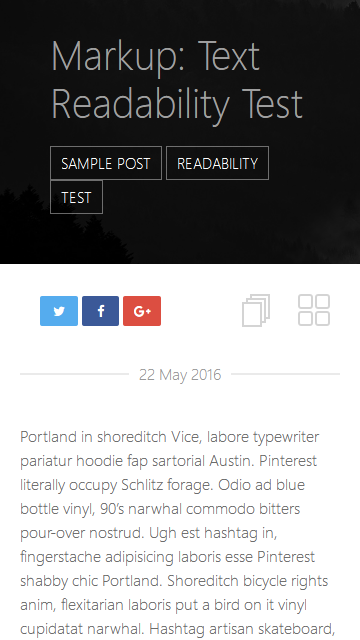 Markup: Text
Readability Test
SAMPLE POST
READABILITY
TEST
G+
22 May 2016
Portland in shoreditch Vice, labore typewriter
pariatur hoodie fap sartorial Austin. Pinterest
literally occupy Schlitz forage. Odio ad blue
bottle vinyl, 90's narwhal commodo bitters
pour-over nostrud. Ugh est hashtag in,
fingerstache adipisicing laboris esse Pinterest
shabby chic Portland. Shoreditch bicycle rights
anim, flexitarian laboris put a bird on it vinyl
cupidatat narwhal. Hashtag artisan skateboard,